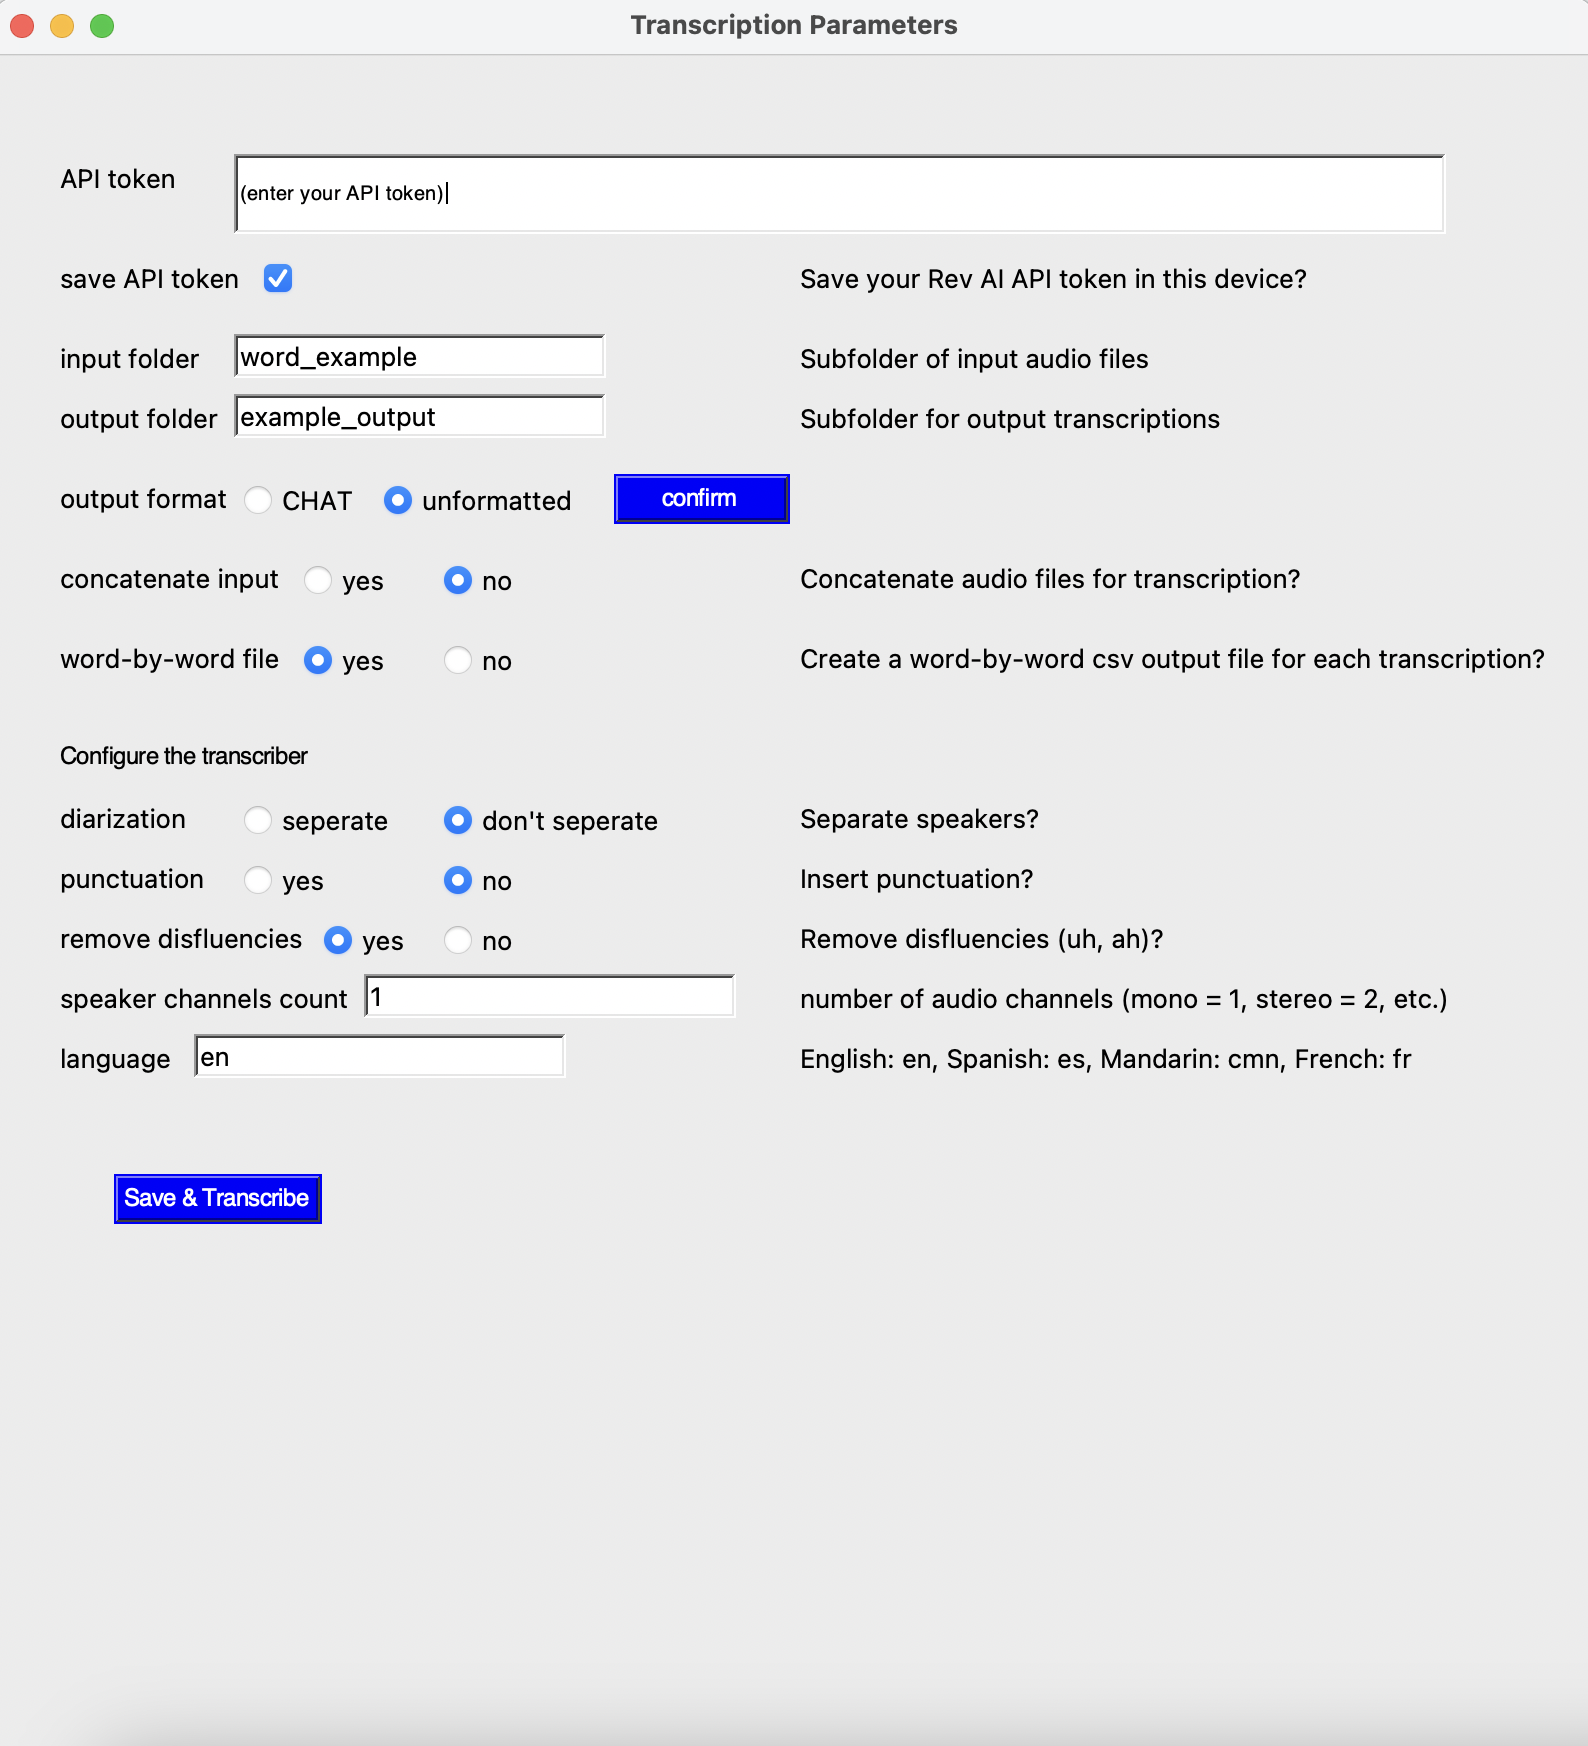 Transcription Parameters
API token (enter your API token)
save API token Save your Rev AI API token in this device?
input folder word_example Subfolder of input audio files
output folder example_output Subfolder for output transcriptions
output format CHAT unformatted confirm
concatenate input yes no Concatenate audio files for transcription?
word-by-word file yes no Create a word-by-word csv output file for each transcription?
Configure the transcriber
diarization seperate don't seperate Separate speakers?
punctuation yes no Insert punctuation?
remove disfluencies yes no Remove disfluencies (uh, ah)?
speaker channels count 1 number of audio channels (mono = 1, stereo = 2, etc.)
language en English: en, Spanish: es, Mandarin: cmn, French: fr
Save & Transcribe